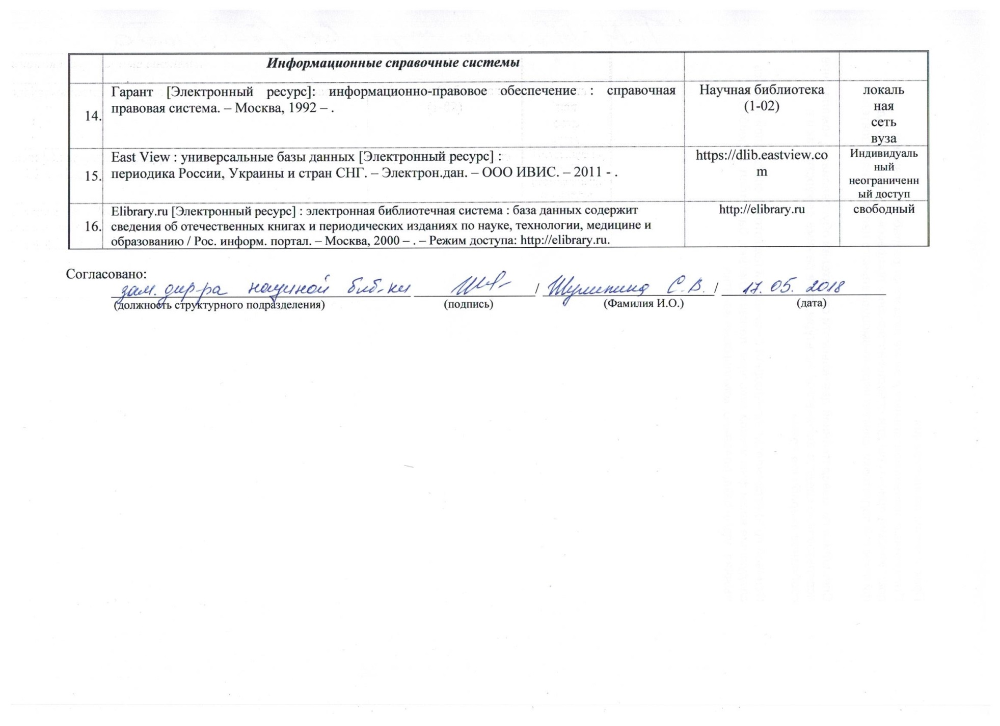 Информационные справочные системы
14.
Гарант [Электронный ресурс]: информационно-правовое обеспечение : справочная
правовая система. – Москва, 1992 – .
Научная библиотека
(1-02)
локаль
ная
сеть
вуза
15.
East View : универсальные базы данных [Электронный ресурс] :
периодика России, Украины и стран СНГ. – Электрон.дан. – ООО ИВИС. – 2011 - .
https://dlib.eastview.co
m
Индивидуаль
ный
неограниченн
ый доступ
16.
Elibrary.ru [Электронный ресурс] : электронная библиотечная система : база данных содержит
сведения об отечественных книгах и периодических изданиях по науке, технологии, медицине и
образованию / Рос. информ. портал. – Москва, 2000 – . – Режим доступа: http://elibrary.ru.
http://elibrary.ru
свободный
Согласовано:
зам. дир-ра научной биб-ки / Шулипина С.В. / 17. 05. 2018
(должность структурного подразделения) (подпись) (Фамилия И.О.) (дата)